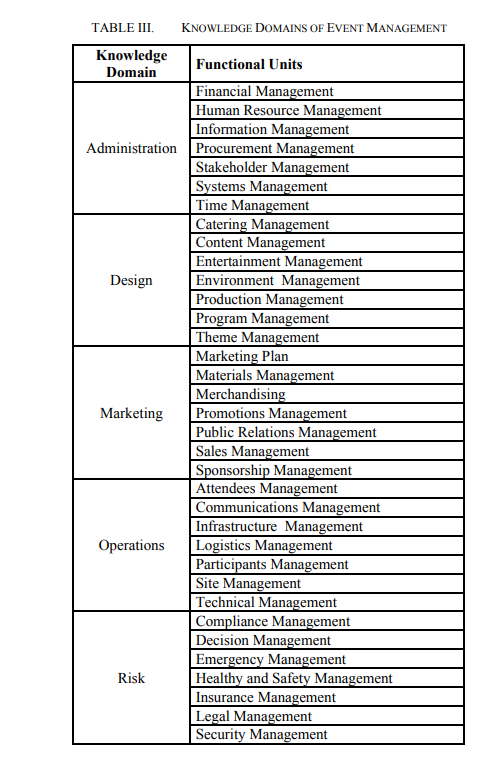 TABLE III. KNOWLEDGE DOMAINS OF EVENT MANAGEMENT
Knowledge
Domain
Functional Units
Administration
Financial Management
Human Resource Management
Information Management
Procurement Management
Stakeholder Management
Systems Management
Time Management
Design
Catering Management
Content Management
Entertainment Management
Environment Management
Production Management
Program Management
Theme Management
Marketing
Marketing Plan
Materials Management
Merchandising
Promotions Management
Public Relations Management
Sales Management
Sponsorship Management
Operations
Attendees Management
Communications Management
Infrastructure Management
Logistics Management
Participants Management
Site Management
Technical Management
Risk
Compliance Management
Decision Management
Emergency Management
Healthy and Safety Management
Insurance Management
Legal Management
Security Management